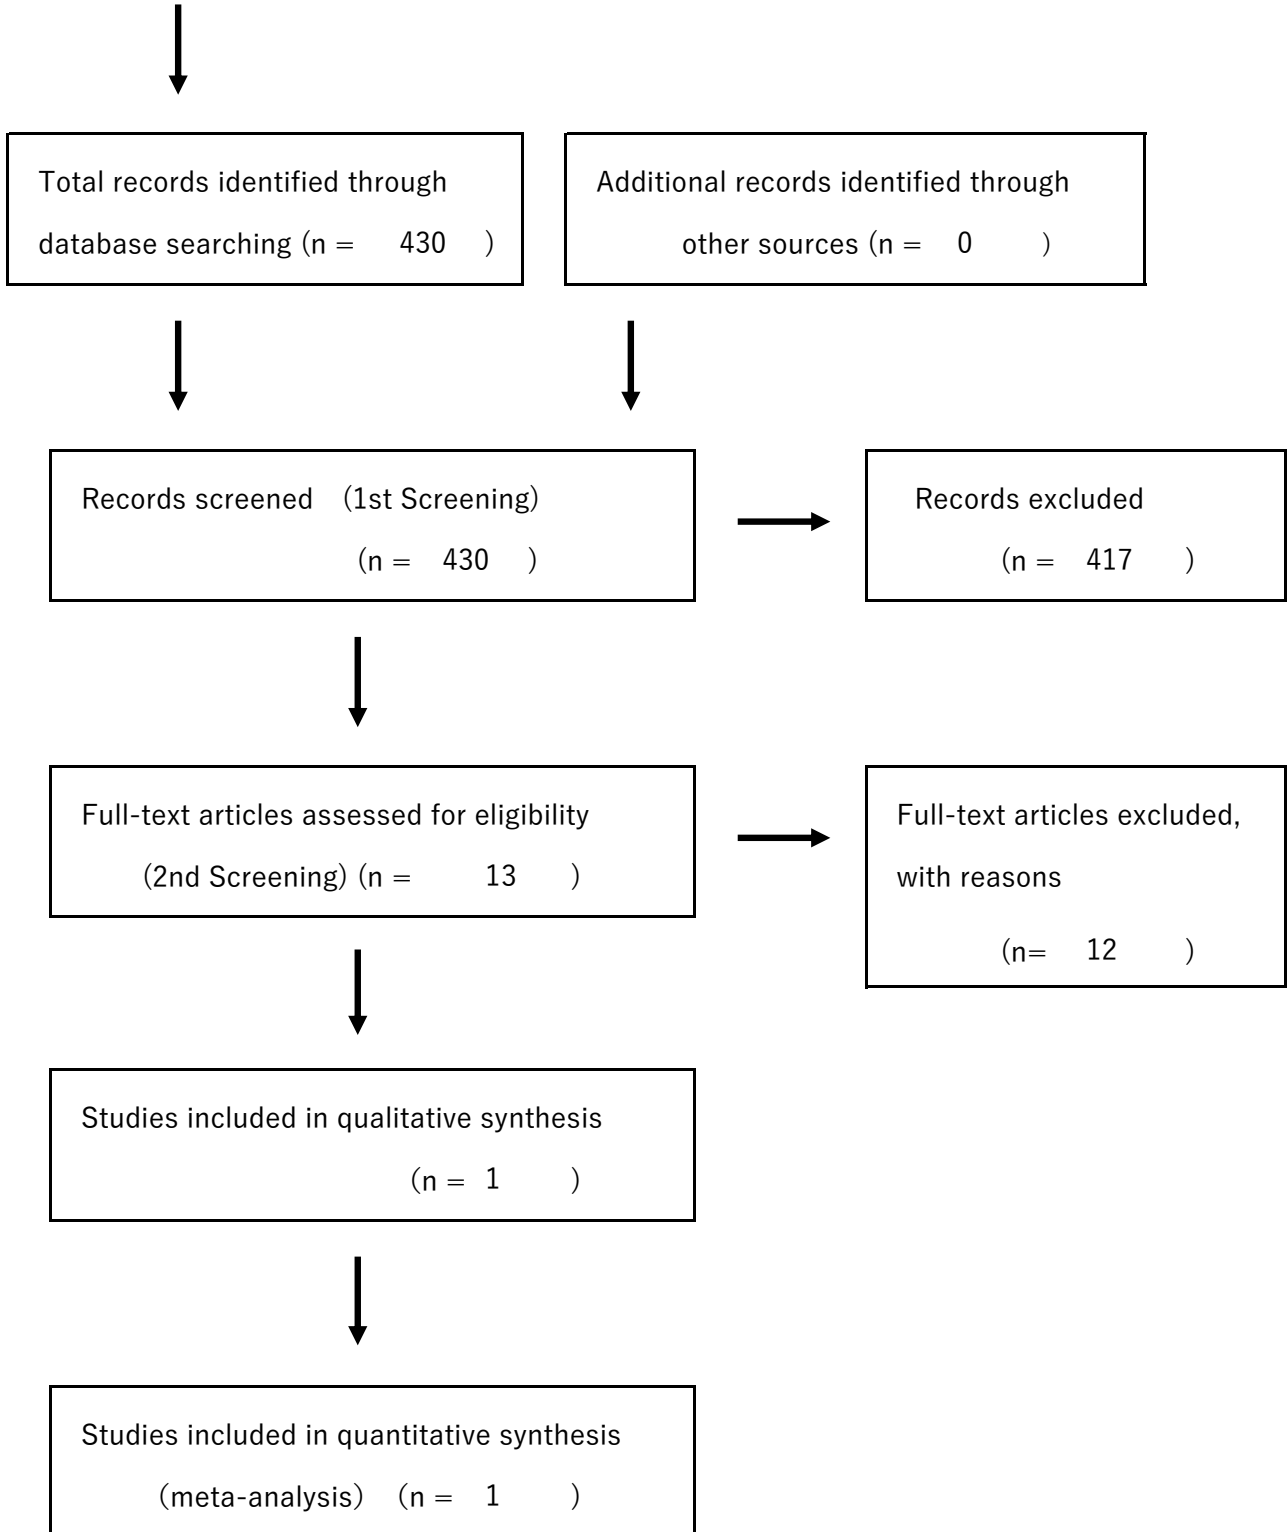 Total records identified through
database searching (n = 430 )
Additional records identified through
other sources (n = 0 )
Records screened (1st Screening)
(n = 430 )
Records excluded
(n = 417 )
Full-text articles assessed for eligibility
(2nd Screening) (n = 13 )
Full-text articles excluded,
with reasons
(n= 12 )
Studies included in qualitative synthesis
(n = 1 )
Studies included in quantitative synthesis
(meta-analysis) (n = 1 )